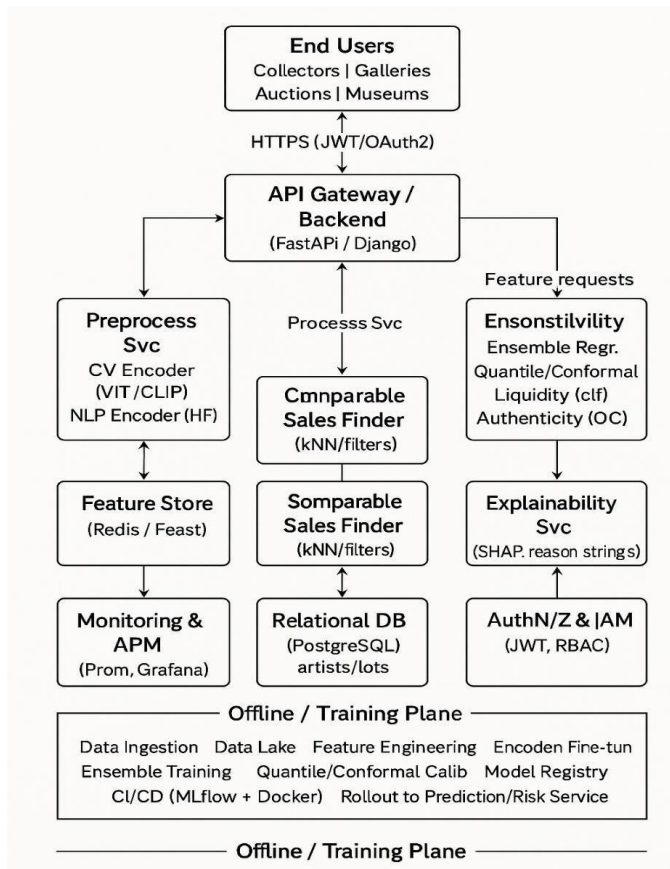 End Users
Collectors | Galleries
Auctions | Museums
HTTPS (JWT/OAuth2)
API Gateway /
Backend
(FastAPi / Django)
Feature requests
Processs Svc
Preprocess
Svc
CV Encoder
(VIT /CLIP)
NLP Encoder (HF)
Comparable
Sales Finder
(kNN/filters)
Ensonstilvility
Ensemble Regr.
Quantile/Conformal
Liquidity (clf)
Authenticity (OC)
Feature Store
(Redis / Feast)
Somparable
Sales Finder
(kNN/filters)
Explainability
Svc
(SHAP. reason strings)
Monitoring &
APM
(Prom, Grafana)
Relational DB
(PostgreSQL)
artists/lots
AuthN/Z & |AM
(JWT, RBAC)
Offline / Training Plane
Data Ingestion Data Lake Feature Engineering Encoden Fine-tun
Ensemble Training Quantile/Conformal Calib Model Registry
CI/CD (MLflow + Docker) Rollout to Prediction/Risk Service
Offline / Training Plane